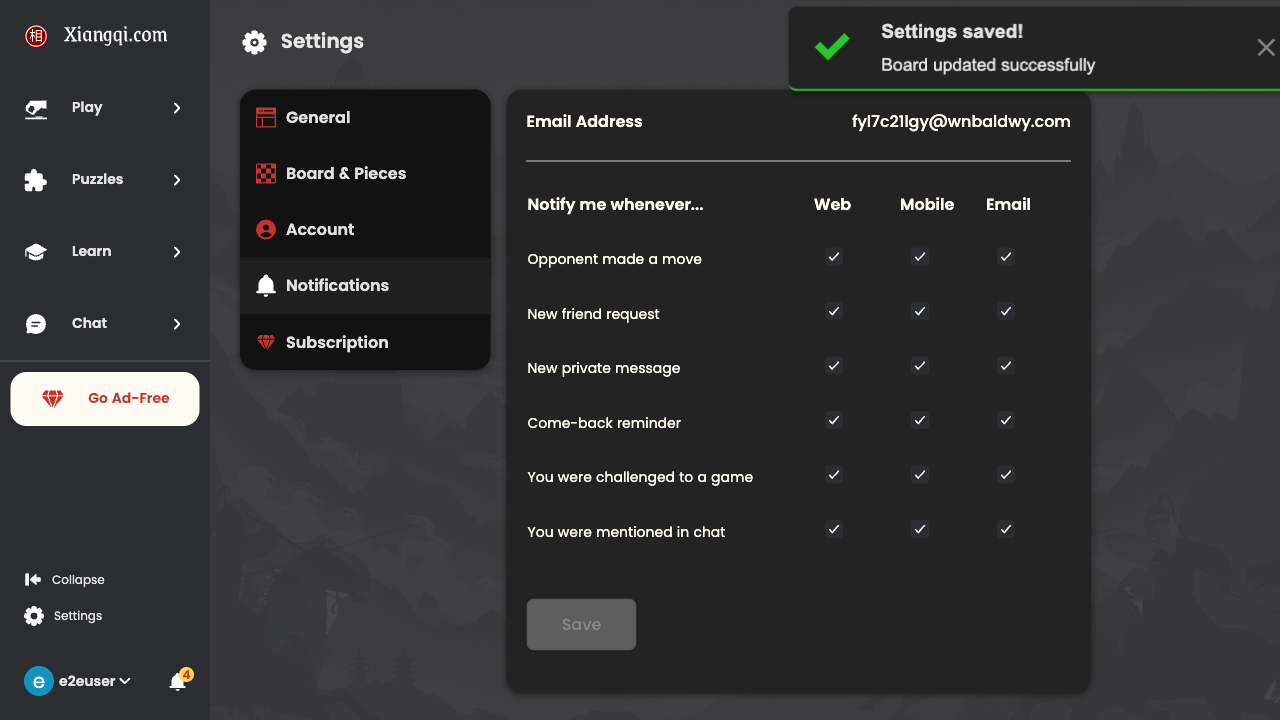 相 Xiangqi.com
Play
Puzzles
Learn
Chat
Go Ad-Free
Collapse
Settings
e e2euser
4
Settings
General
Board & Pieces
Account
Notifications
Subscription
Settings saved!
Board updated successfully
Email Address fyl7c21lgy@wnbaldwy.com
Notify me whenever... Web Mobile Email
Opponent made a move
New friend request
New private message
Come-back reminder
You were challenged to a game
You were mentioned in chat
Save